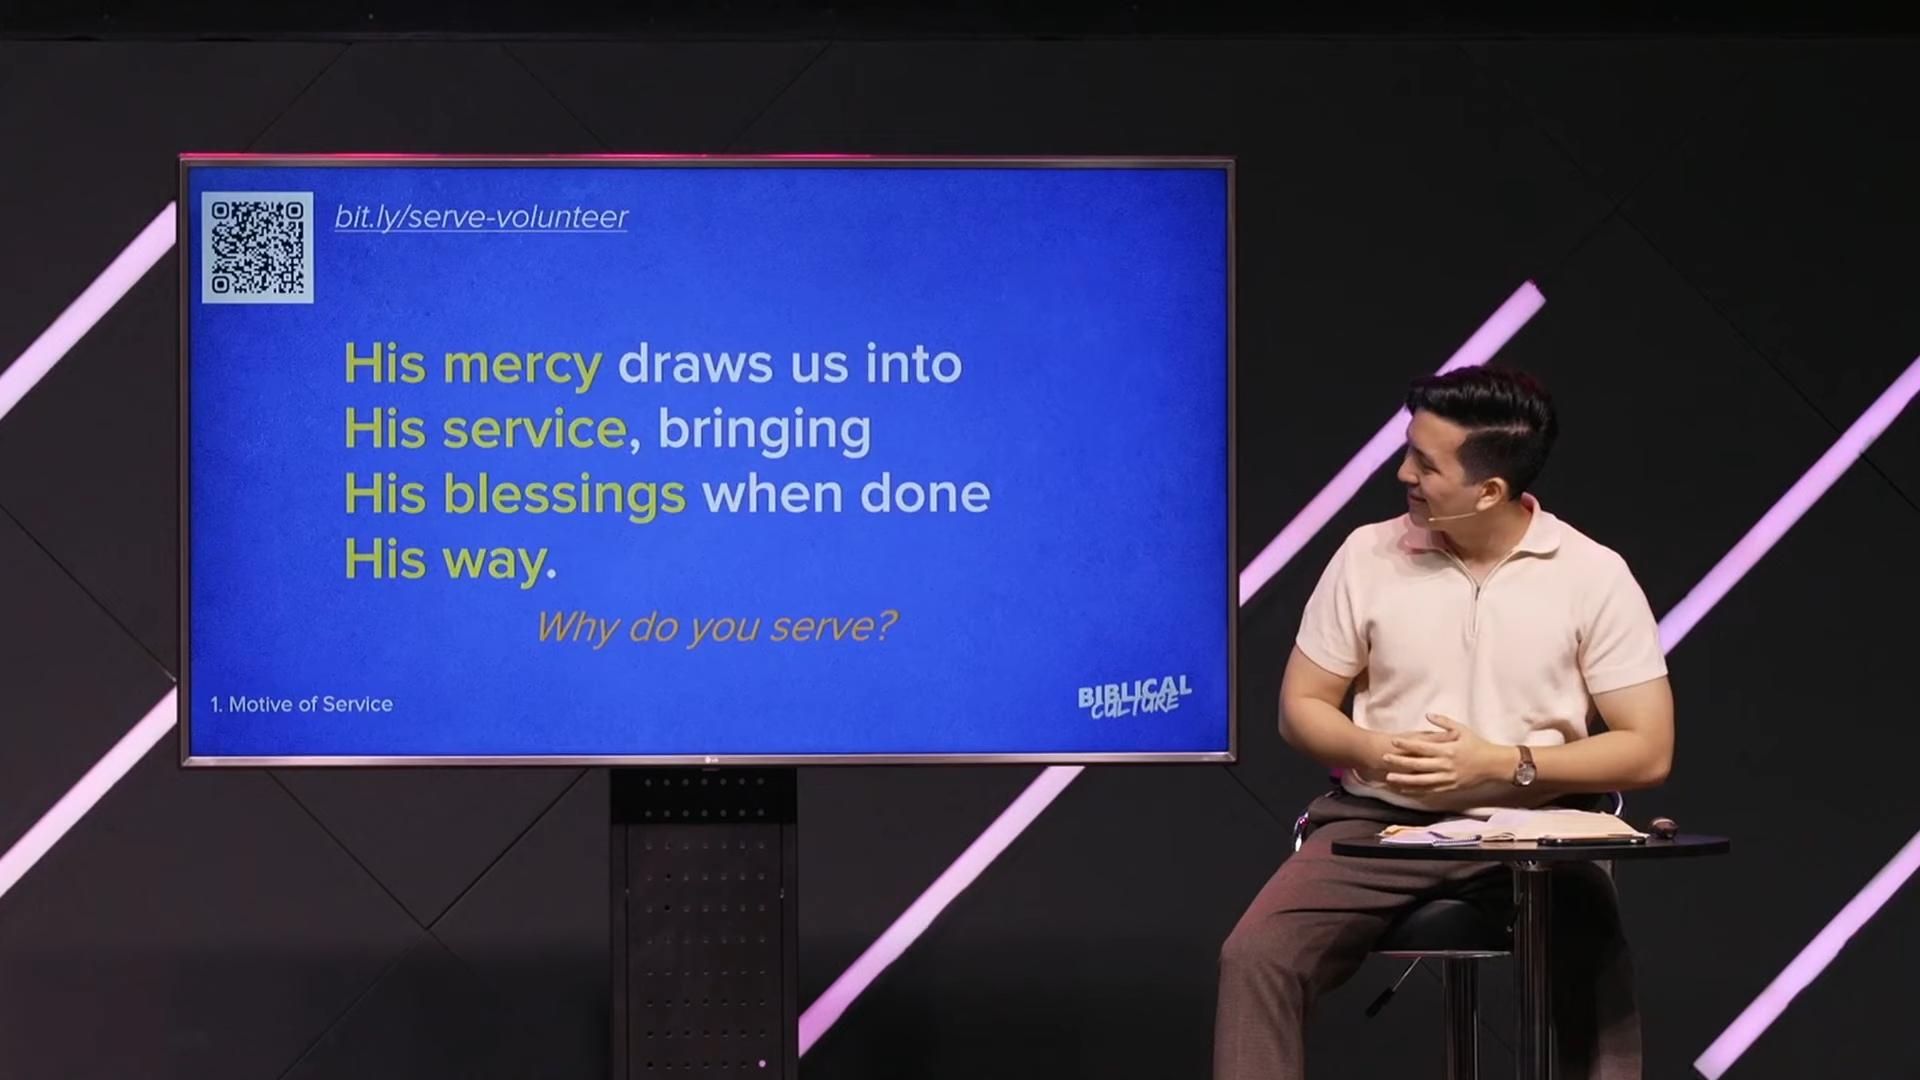 bit.ly/serve-volunteer
His mercy draws us into
His service, bringing
His blessings when done
His way.
Why do you serve?
1. Motive of Service
BIBLICAL
CULTURE
LG